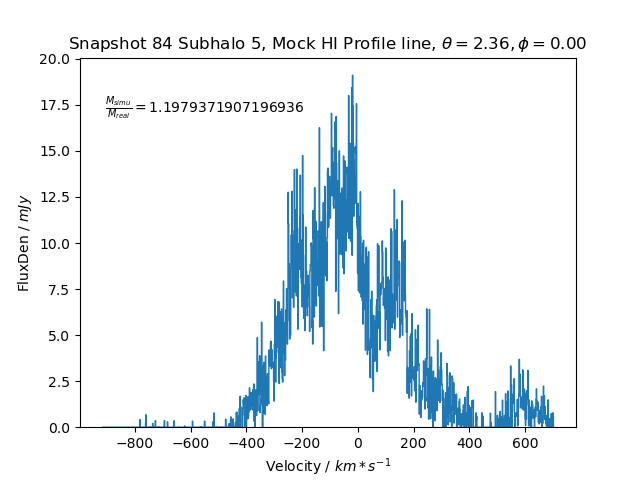 Snapshot 84 Subhalo 5, Mock HI Profile line, θ = 2.36, ϕ = 0.00
20.0
17.5
15.0
12.5
10.0
7.5
5.0
2.5
0.0
M_simu/M_real = 1.1979371907196936
FluxDen / mJy
−800 −600 −400 −200 0 200 400 600
Velocity / km * s⁻¹